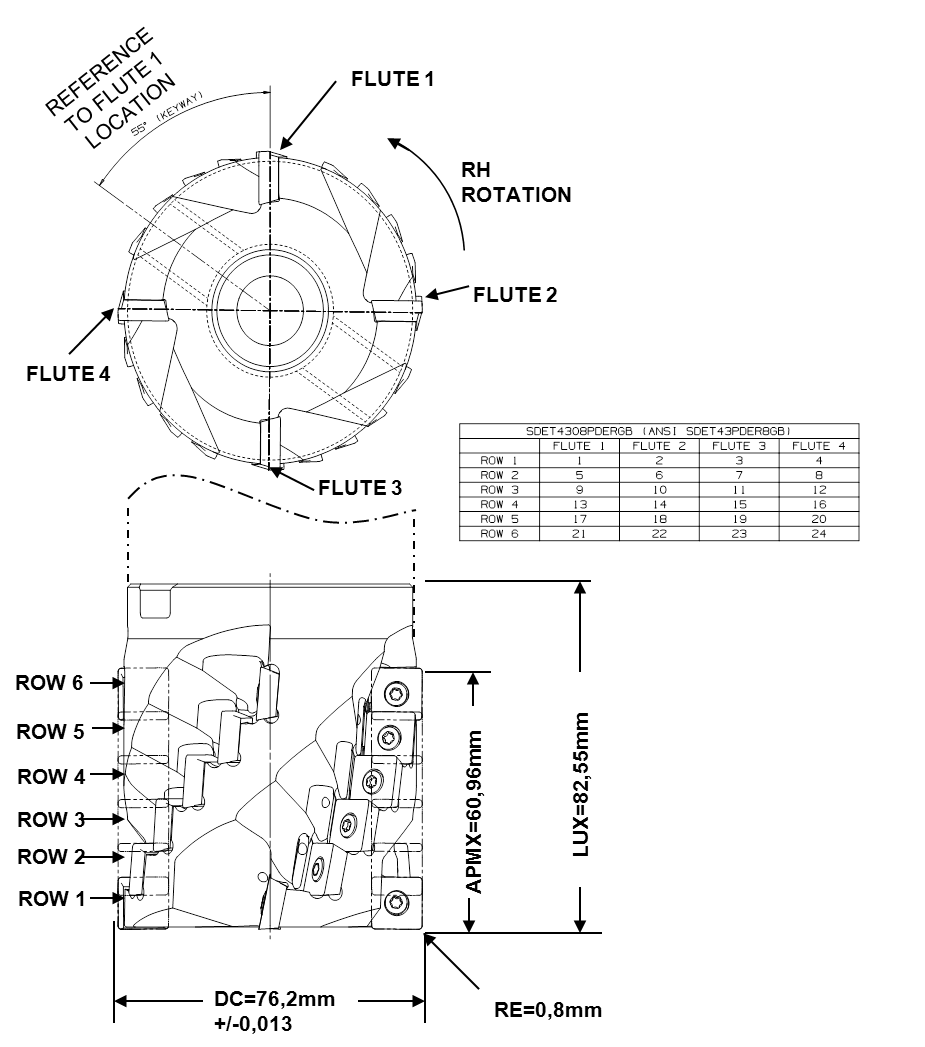 REFERENCE
TO FLUTE 1
LOCATION
55° (KEYWAY)
FLUTE 1
RH
ROTATION
FLUTE 2
FLUTE 4
FLUTE 3
SDET4308PDERGB (ANSI SDET43PDER8GB)
FLUTE 1 FLUTE 2 FLUTE 3 FLUTE 4
ROW 1 1 2 3 4
ROW 2 5 6 7 8
ROW 3 9 10 11 12
ROW 4 13 14 15 16
ROW 5 17 18 19 20
ROW 6 21 22 23 24
ROW 6
ROW 5
ROW 4
ROW 3
ROW 2
ROW 1
APMX=60,96mm
LUX=82,55mm
DC=76,2mm
+/-0,013
RE=0,8mm